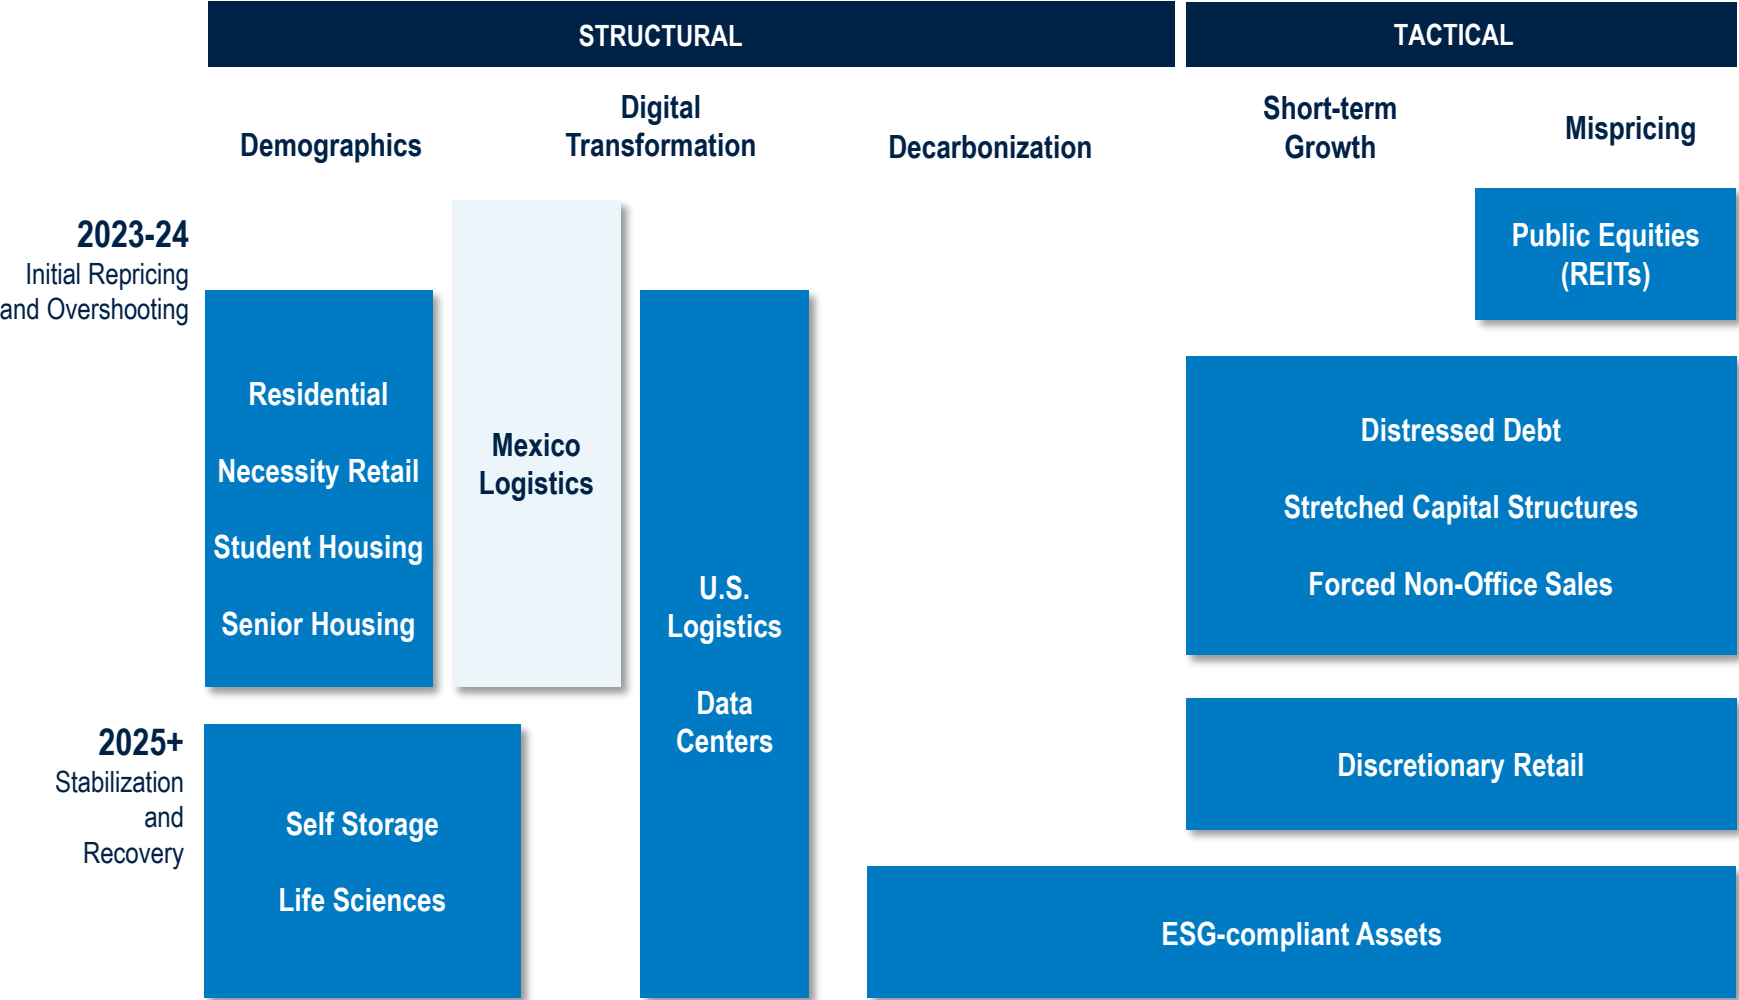 STRUCTURAL
TACTICAL
Demographics
Digital
Transformation
Decarbonization
Short-term
Growth
Mispricing
2023-24
Initial Repricing
and Overshooting
Residential
Necessity Retail
Student Housing
Senior Housing
Mexico
Logistics
U.S.
Logistics
Data
Centers
Public Equities
(REITs)
Distressed Debt
Stretched Capital Structures
Forced Non-Office Sales
2025+
Stabilization
and
Recovery
Self Storage
Life Sciences
Discretionary Retail
ESG-compliant Assets